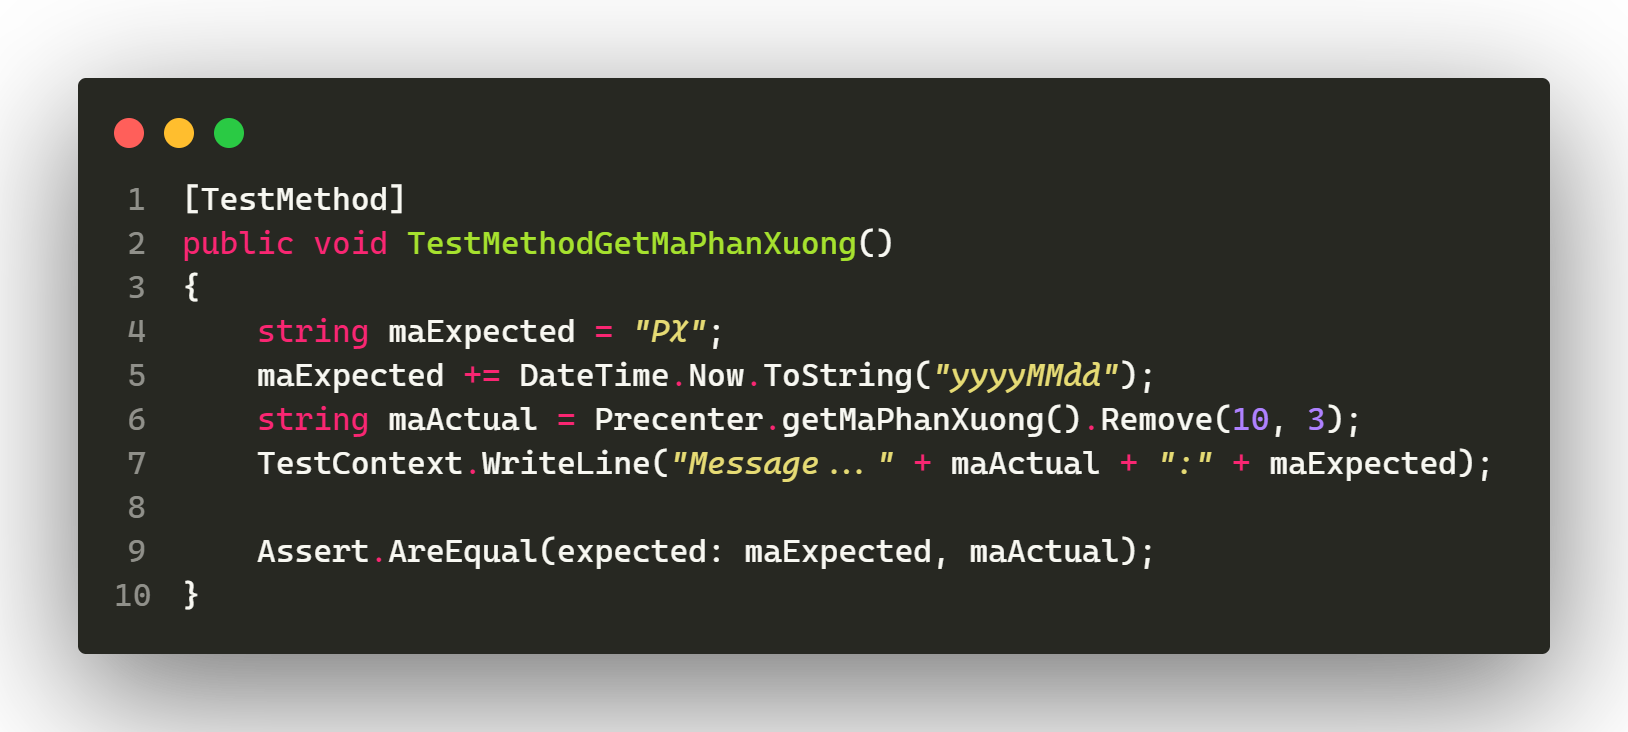 1 [TestMethod]
2 public void TestMethodGetMaPhanXuong()
3 {
4     string maExpected = "PX";
5     maExpected += DateTime.Now.ToString("yyyyMMdd");
6     string maActual = Precenter.getMaPhanXuong().Remove(10, 3);
7     TestContext.WriteLine("Message..." + maActual + ":" + maExpected);
8
9     Assert.AreEqual(expected: maExpected, maActual);
10 }